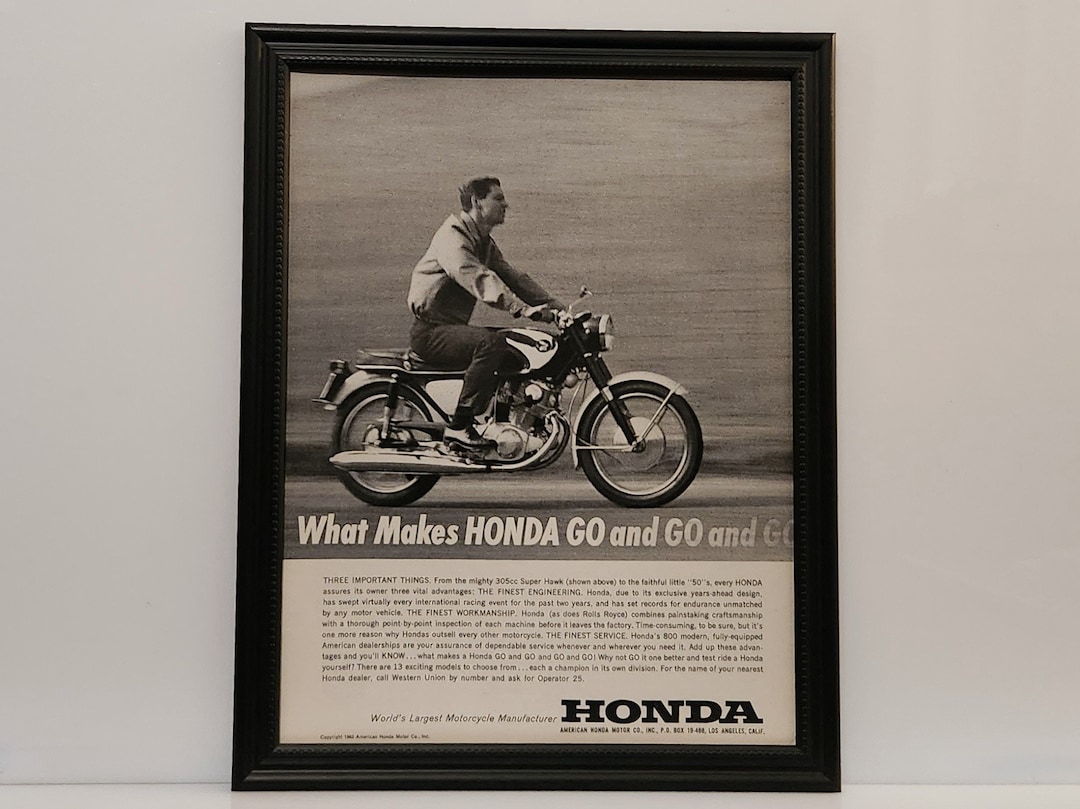 What Makes HONDA GO and GO and GO
THREE IMPORTANT THINGS. From the mighty 305cc Super Hawk (shown above) to the faithful little "50"s, every HONDA
assures its owner three vital advantages: THE FINEST ENGINEERING. Honda, due to its exclusive years-ahead design,
has swept virtually every international racing event for the past two years, and has set records for endurance unmatched
by any motor vehicle. THE FINEST WORKMANSHIP. Honda (as does Rolls Royce) combines painstaking craftsmanship
with a thorough point-by-point inspection of each machine before it leaves the factory. Time-consuming, to be sure, but it's
one more reason why Hondas outsell every other motorcycle. THE FINEST SERVICE. Honda's 800 modern, fully-equipped
American dealerships are your assurance of dependable service whenever and wherever you need it. Add up these advan-
tages and you'll KNOW...what makes a Honda GO and GO and GO and GO! Why not GO it one better and test ride a Honda
yourself? There are 13 exciting models to choose from...each a champion in its own division. For the name of your nearest
Honda dealer, call Western Union by number and ask for Operator 25.
World's Largest Motorcycle Manufacturer HONDA
AMERICAN HONDA MOTOR CO., INC., P.O. BOX 19-488, LOS ANGELES, CALIF.
Copyright 1962 American Honda Motor Co., Inc.